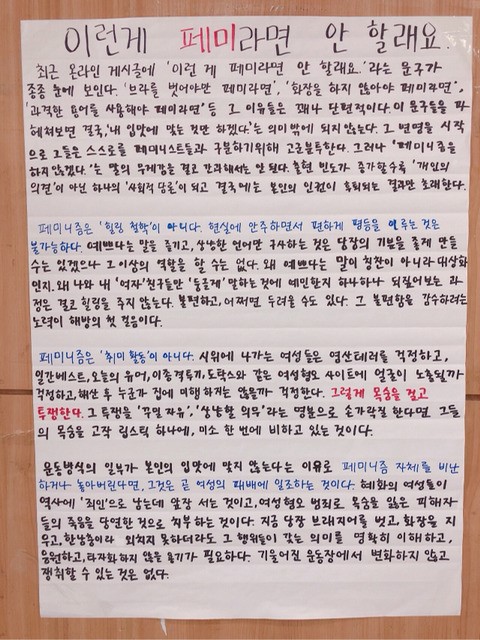 이런게 페미라면 안 할래요.
최근 온라인 게시글에 '이런 게 페미라면 안 할래요.'라는 문구가
종종 눈에 보인다. '브라를 벗어야만 페미라면', '화장을 하지 않아야 페미라면',
'과격한 용어를 사용해야 페미라면' 등 그 이유들은 꽤나 단편적이다. 이 문구들을 파
헤쳐보면 결국, '내 입맛에 맞는 것만 하겠다.'는 의미밖에 되지 않는다. 그 변명을 시작
으로 그들은 스스로를 페미니스트들과 구분하기위해 고군분투한다. 그러나 "페미니즘을
하지않겠다."는 말의 무게감을 결코 간과해서는 안 된다. 출현 빈도가 증가할수록 '개인의
의견'이 아닌 하나의 '사회적 담론'이 되고 결국에는 본인의 인권이 후퇴되는 결과만 초래한다.
페미니즘은 '힐링 철학'이 아니다. 현실에 안주하면서 편하게 평등을 이루는 것은
불가능하다. 예쁘다는 말을 즐기고, 상냥한 언어만 구사하는 것은 당장의 기분을 좋게 만들
수는 있겠으나 그 이상의 역할을 할 수는 없다. 왜 예쁘다는 말이 칭찬이 아니라 대상화
인지. 왜 나와 내 '여자'친구들만 '둥글게' 말하는 것에 예민한지 하나하나 되짚어보는 과
정은 결코 힐링을 주지 않는다. 불편하고, 어쩌면 두려울 수도 있다. 그 불편함을 감수하려는
노력이 해방의 첫 걸음이다.
페미니즘은 '취미 활동'이 아니다. 시위에 나가는 여성들은 염산테러를 걱정하고,
일간베스트, 오늘의 유머, 이종격투기, 도탁스와 같은 여성혐오 사이트에 얼굴이 노출될까
걱정하고, 해산 후 누군가 집에 미행하지는 않을까 걱정한다. 그렇게 목숨을 걸고
투쟁한다. 그 투쟁을 '꾸밀 자유', '상냥할 의무'라는 명분으로 손가락질 한다면 그들
의 목숨을 고작 립스틱 하나에, 미소 한 번에 비하고 있는 것이다.
운동방식의 일부가 본인의 입맛에 맞지 않는다는 이유로 페미니즘 자체를 비난
하거나 놓아버린다면, 그것은 곧 여성의 패배에 일조하는 것이다. 혜화의 여성들이
역사에 '죄인'으로 남는데 앞장 서는 것이고, 여성혐오 범죄로 목숨을 잃은 피해자
들의 죽음을 당연한 것으로 치부하는 것이다. 지금 당장 브래지어를 벗고, 화장을 지
우고, 한남충이라 외치지 못하더라도 그 행위들이 갖는 의미를 명확히 이해하고,
응원하고, 타자화하지 않을 용기가 필요하다. 기울어진 운동장에서 변화하지 않고
쟁취할 수 있는 것은 없다.